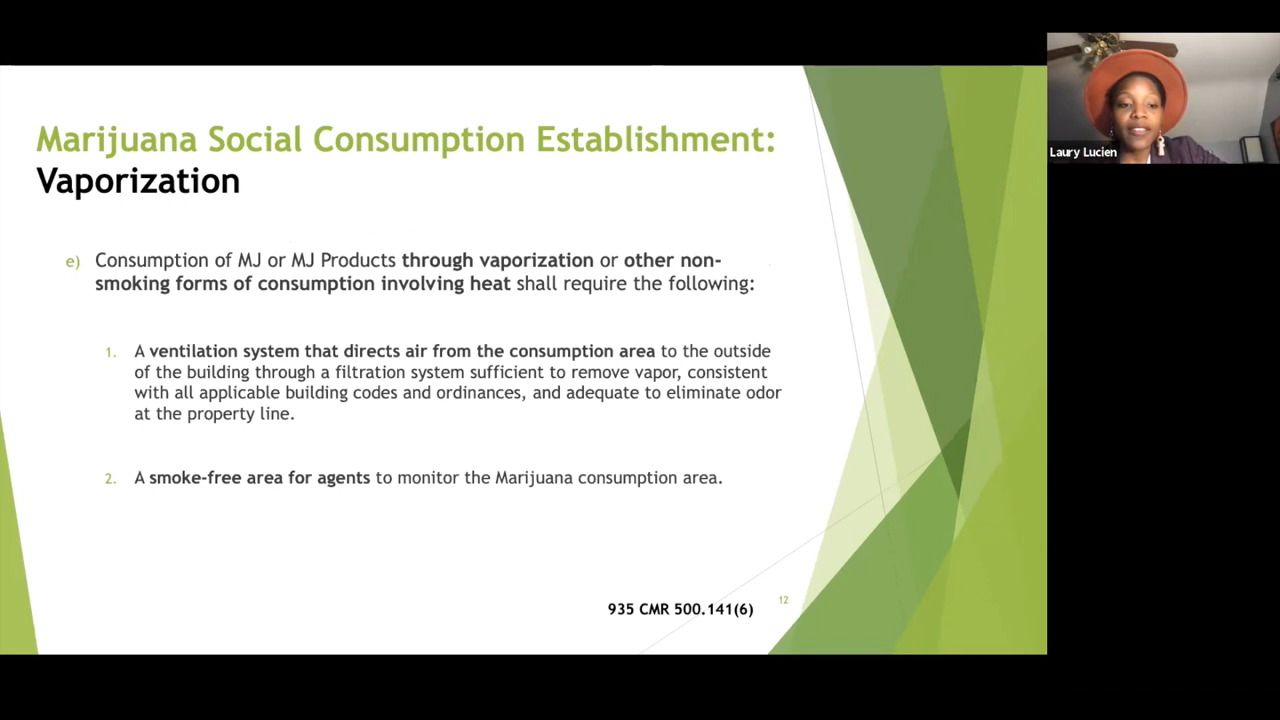 Marijuana Social Consumption Establishment:
Vaporization
e) Consumption of MJ or MJ Products through vaporization or other non-
smoking forms of consumption involving heat shall require the following:
1. A ventilation system that directs air from the consumption area to the outside
of the building through a filtration system sufficient to remove vapor, consistent
with all applicable building codes and ordinances, and adequate to eliminate odor
at the property line.
2. A smoke-free area for agents to monitor the Marijuana consumption area.
935 CMR 500.141(6)
12
Laury Lucien